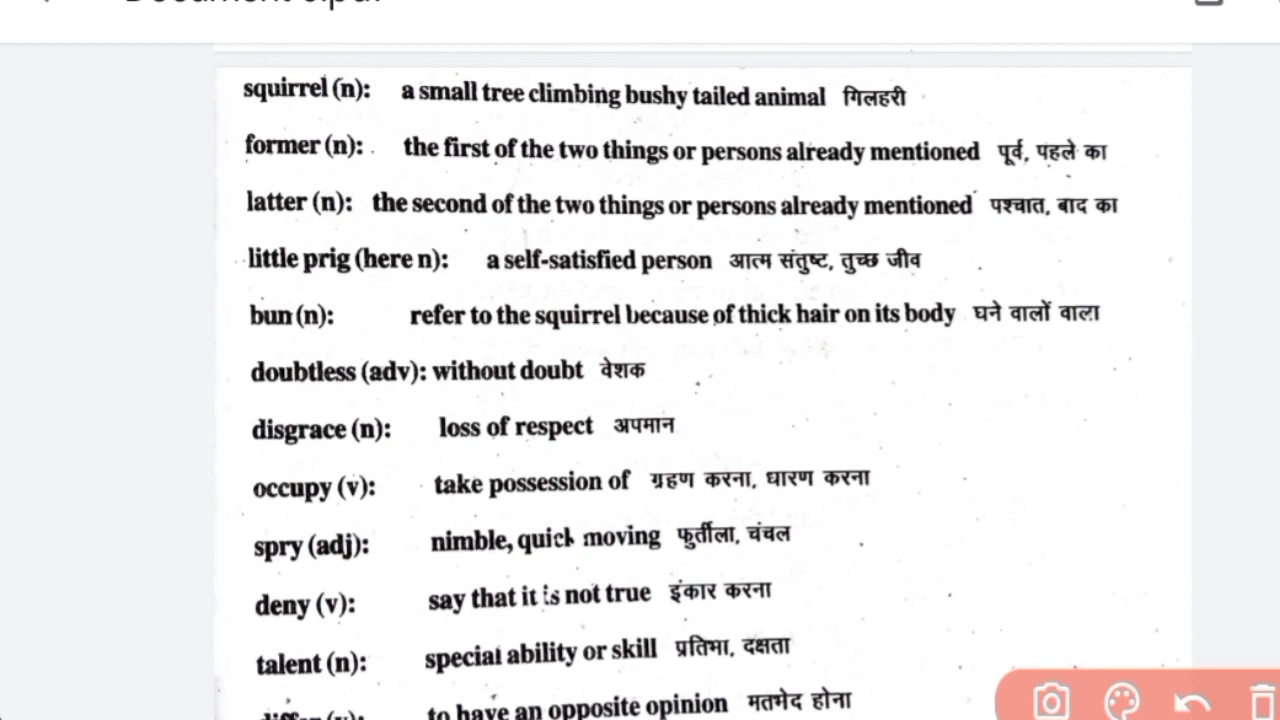 squirrel (n): a small tree climbing bushy tailed animal गिलहरी
former (n): the first of the two things or persons already mentioned पूर्व, पहले का
latter (n): the second of the two things or persons already mentioned पश्चात, बाद का
little prig (here n): a self-satisfied person आत्म संतुष्ट, तुच्छ जीव
bun (n): refer to the squirrel because of thick hair on its body घने वालों वाला
doubtless (adv): without doubt वेशक
disgrace (n): loss of respect अपमान
occupy (v): take possession of ग्रहण करना, धारण करना
spry (adj): nimble, quick moving फुर्तीला, चंचल
deny (v): say that it is not true इंकार करना
talent (n): special ability or skill प्रतिभा, दक्षता
to have an opposite opinion मतभेद होना